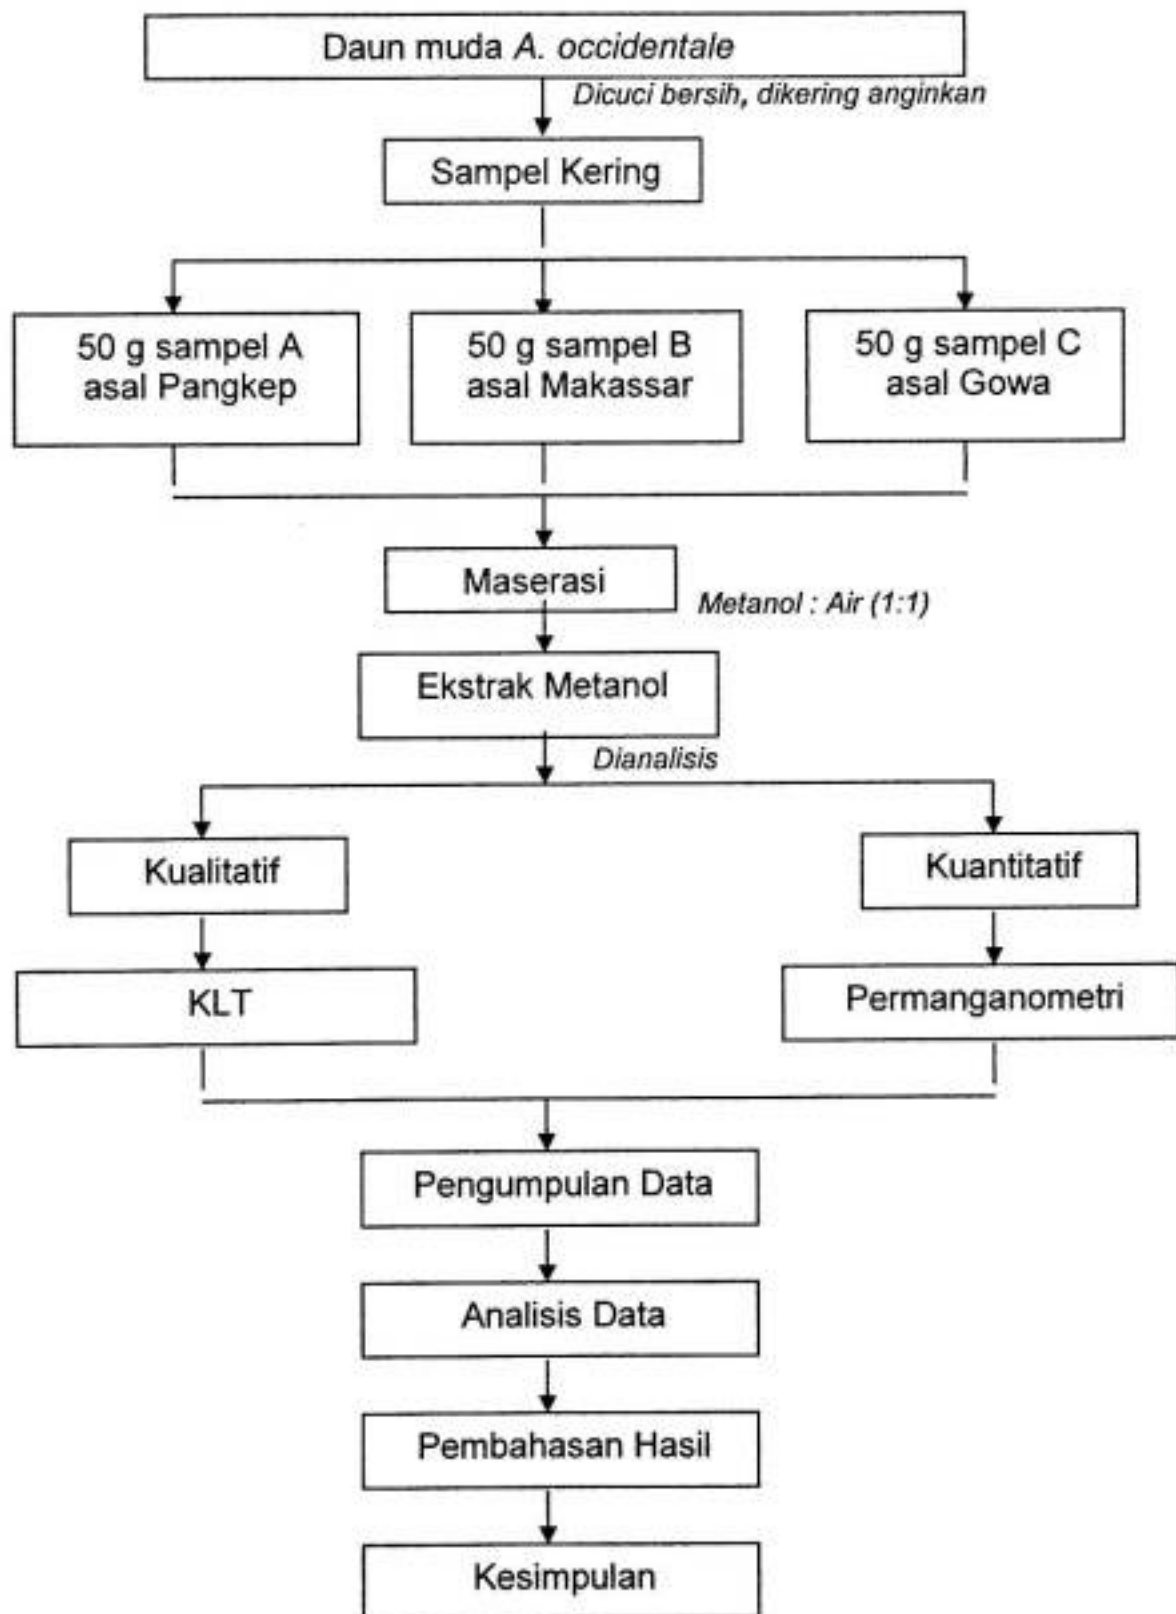 Daun muda A. occidentale
Dicuci bersih, dikering anginkan
Sampel Kering
50 g sampel A
asal Pangkep
50 g sampel B
asal Makassar
50 g sampel C
asal Gowa
Maserasi
Metanol : Air (1:1)
Ekstrak Metanol
Dianalisis
Kualitatif
Kuantitatif
KLT
Permanganometri
Pengumpulan Data
Analisis Data
Pembahasan Hasil
Kesimpulan